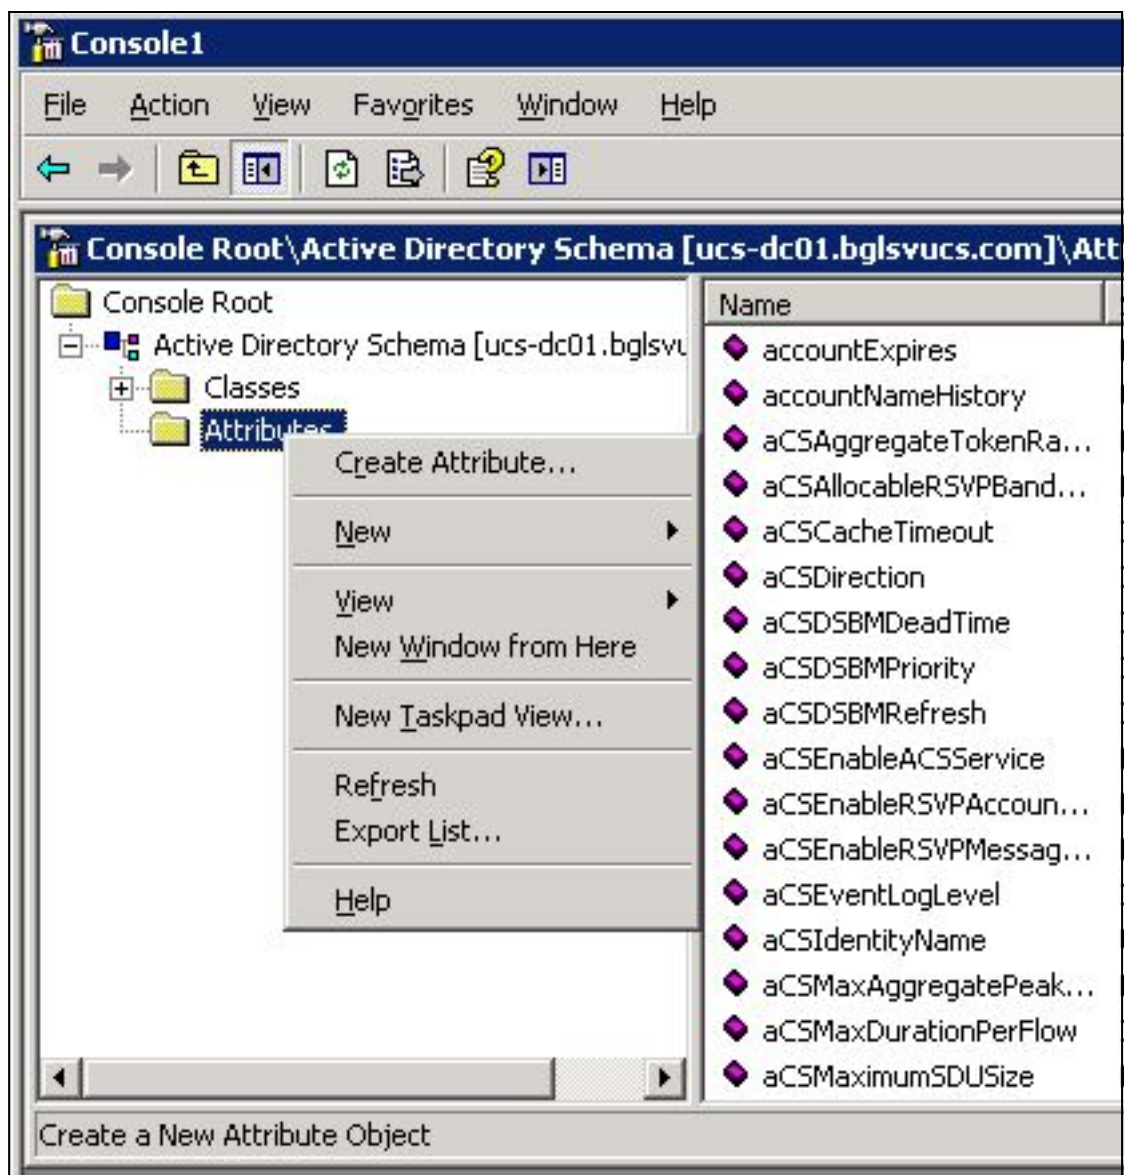 Console1
File Action View Favorites Window Help
Console Root\Active Directory Schema [ucs-dc01.bglsvucs.com]\Att
Console Root
Active Directory Schema [ucs-dc01.bglsvu
Classes
Attributes
Create Attribute...
New
View
New Window from Here
New Taskpad View...
Refresh
Export List...
Help
Name
accountExpires
accountNameHistory
aCSAggregateTokenRa...
aCSAllocableRSVPBand...
aCSCacheTimeout
aCSDirection
aCSDSBMDeadTime
aCSDSBMPriority
aCSDSBMRefresh
aCSEnableACSService
aCSEnableRSVPAccoun...
aCSEnableRSVPMessag...
aCSEventLogLevel
aCSIdentityName
aCSMaxAggregatePeak...
aCSMaxDurationPerFlow
aCSMaximumSDUSize
Create a New Attribute Object